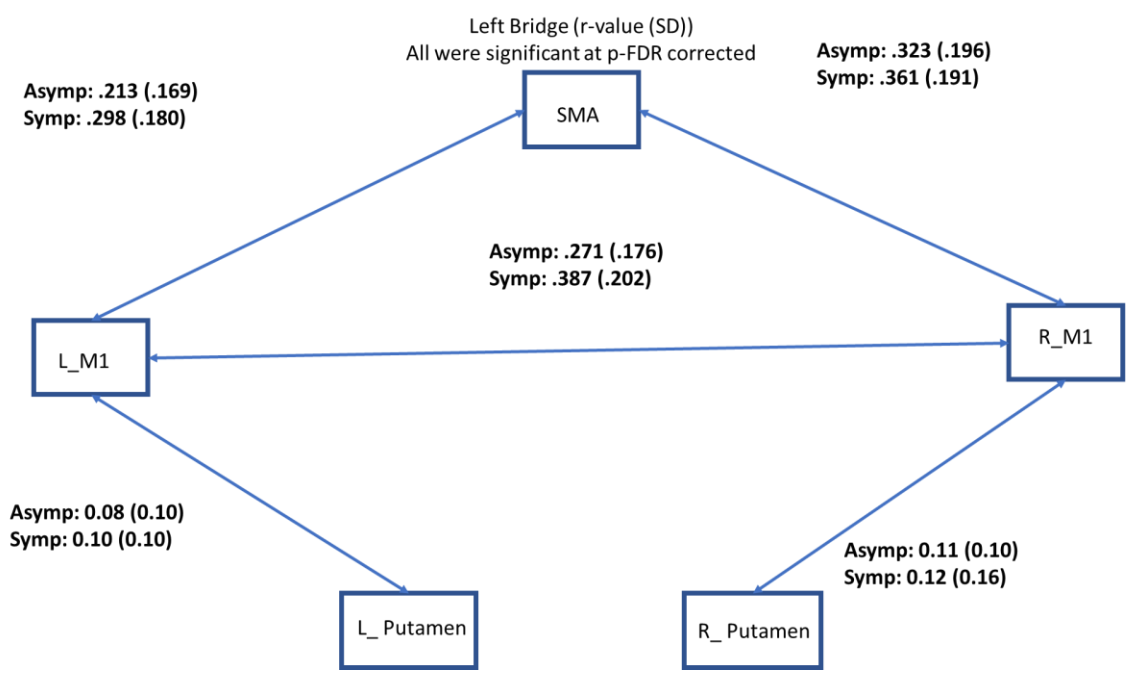 Left Bridge (r-value (SD))
All were significant at p-FDR corrected
Asymp: .323 (.196)
Symp: .361 (.191)
Asymp: .213 (.169)
Symp: .298 (.180)
SMA
Asymp: .271 (.176)
Symp: .387 (.202)
L_M1
R_M1
Asymp: 0.08 (0.10)
Symp: 0.10 (0.10)
Asymp: 0.11 (0.10)
Symp: 0.12 (0.16)
L_ Putamen
R_ Putamen